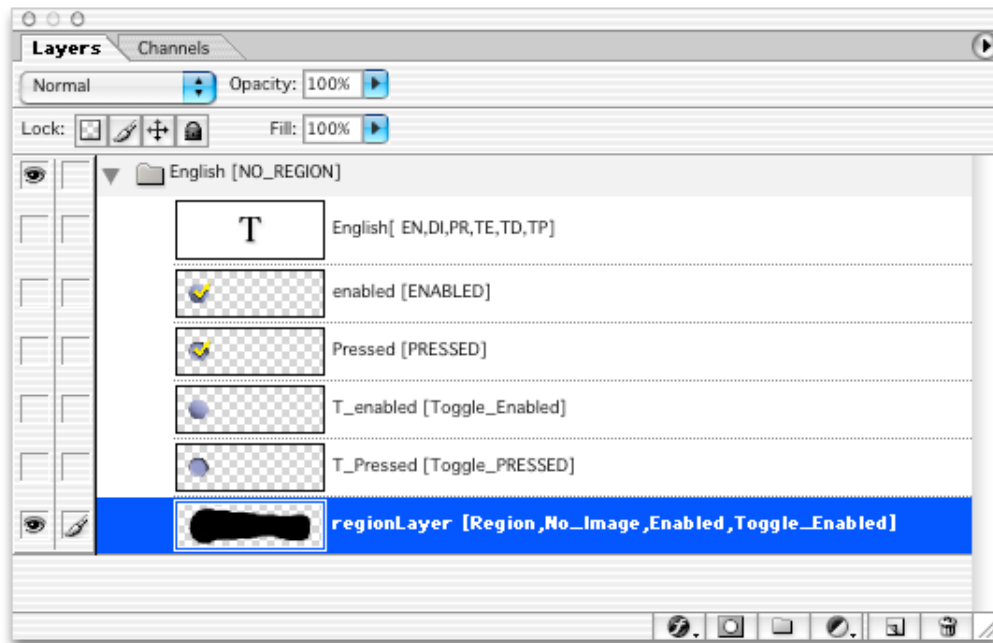 Layers Channels
Normal Opacity: 100%
Lock: Fill: 100%
English [NO_REGION]
T
English[ EN,DI,PR,TE,TD,TP]
enabled [ENABLED]
Pressed [PRESSED]
T_enabled [Toggle_Enabled]
T_Pressed [Toggle_PRESSED]
regionLayer [Region,No_Image,Enabled,Toggle_Enabled]